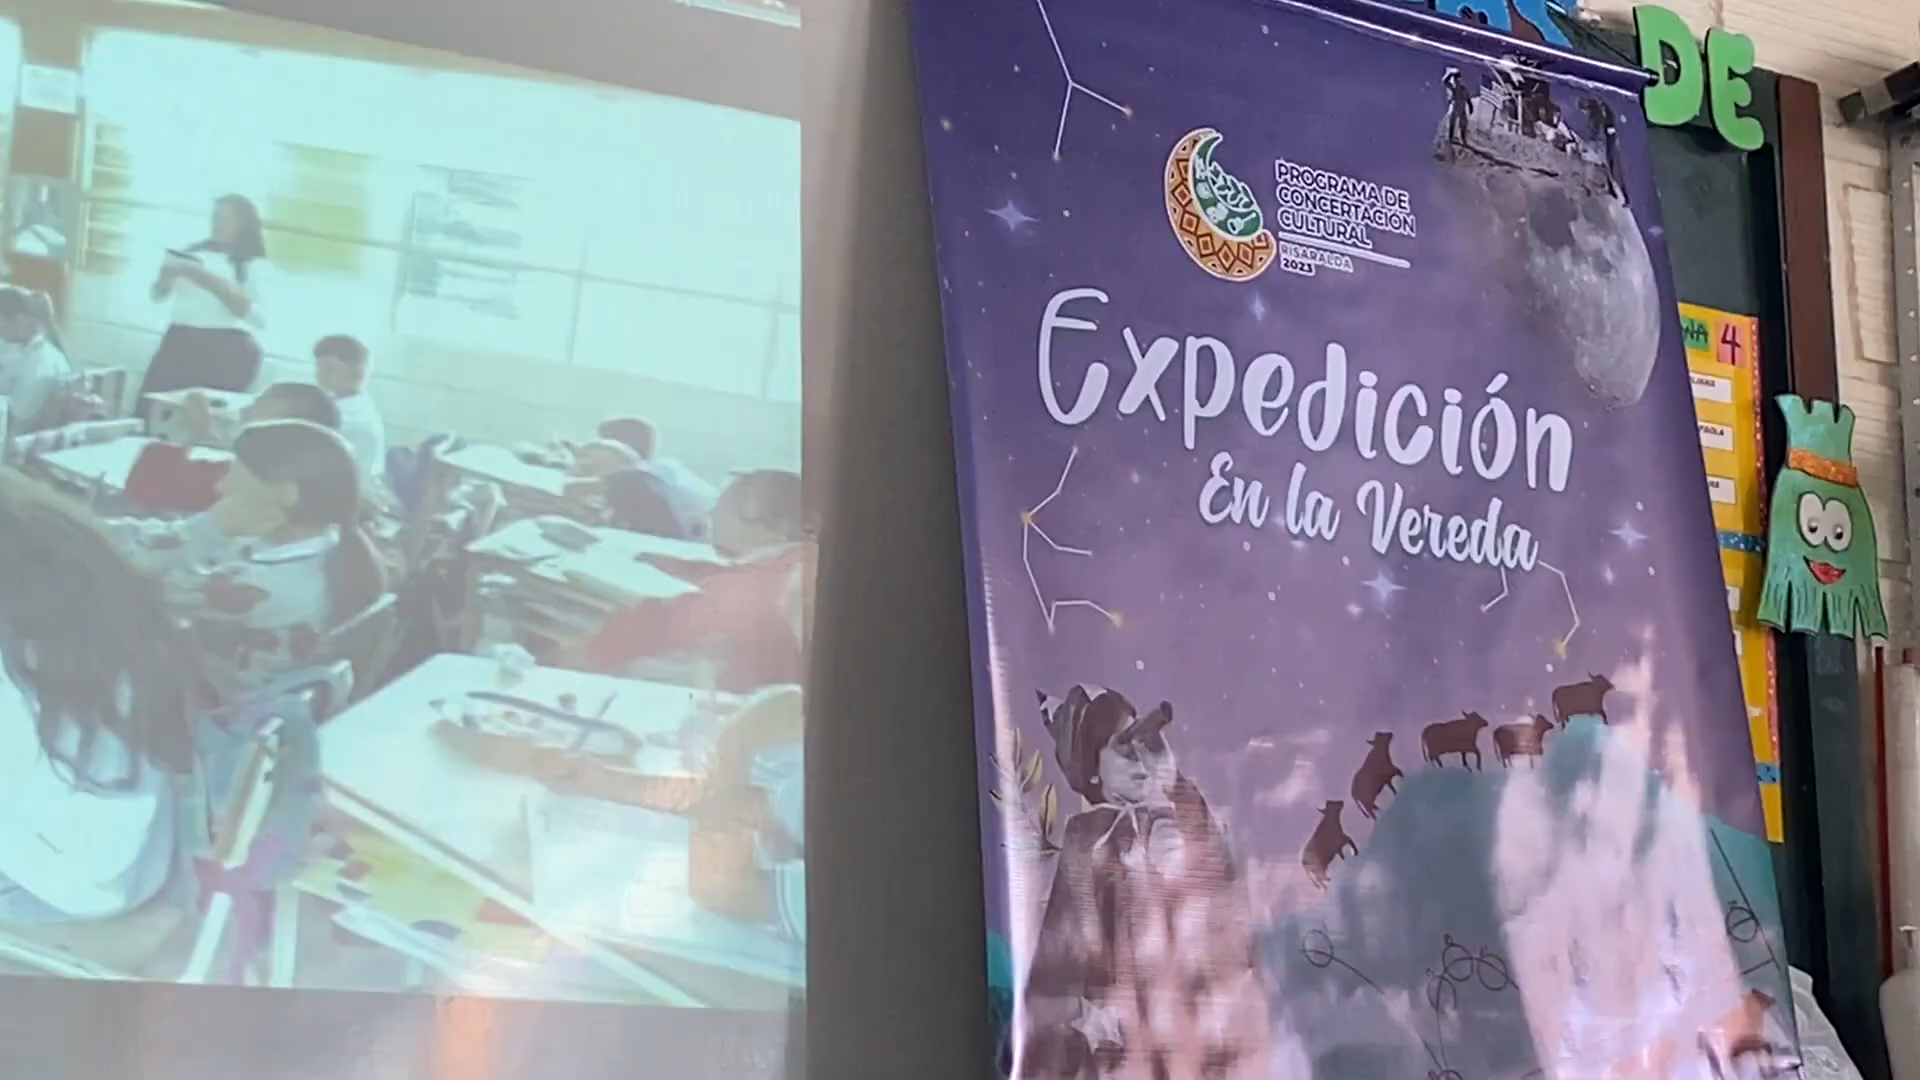 DE
PROGRAMA DE
CONCERTACIÓN
CULTURAL
RISARALDA
2023
Expedición
En la Vereda
4